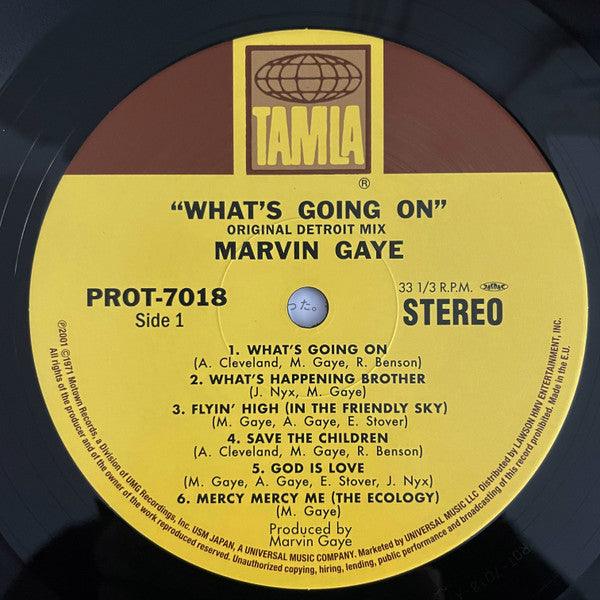 TAMLA
®
"WHAT'S GOING ON"
ORIGINAL DETROIT MIX
MARVIN GAYE
PROT-7018
Side 1
33 1/3 R.P.M.
STEREO
った。
1. WHAT'S GOING ON
(A. Cleveland, M. Gaye, R. Benson)
2. WHAT'S HAPPENING BROTHER
(J. Nyx, M. Gaye)
3. FLYIN' HIGH (IN THE FRIENDLY SKY)
(M. Gaye, A. Gaye, E. Stover)
4. SAVE THE CHILDREN
(A. Cleveland, M. Gaye, R. Benson)
5. GOD IS LOVE
(M. Gaye, A. Gaye, E. Stover, J. Nyx)
6. MERCY MERCY ME (THE ECOLOGY)
(M. Gaye)
Produced by
Marvin Gaye
℗2001 ©1971 Motown Records, a Division of UMG Recordings, Inc. USM JAPAN, A UNIVERSAL MUSIC COMPANY. Marketed by UNIVERSAL MUSIC LLC Distributed by LAWSON HMV ENTERTAINMENT, INC.
All rights of the producer and of the owner of the work reproduced reserved. Unauthorized copying, hiring, lending, public performance and broadcasting of this record prohibited. Made in the E.U.